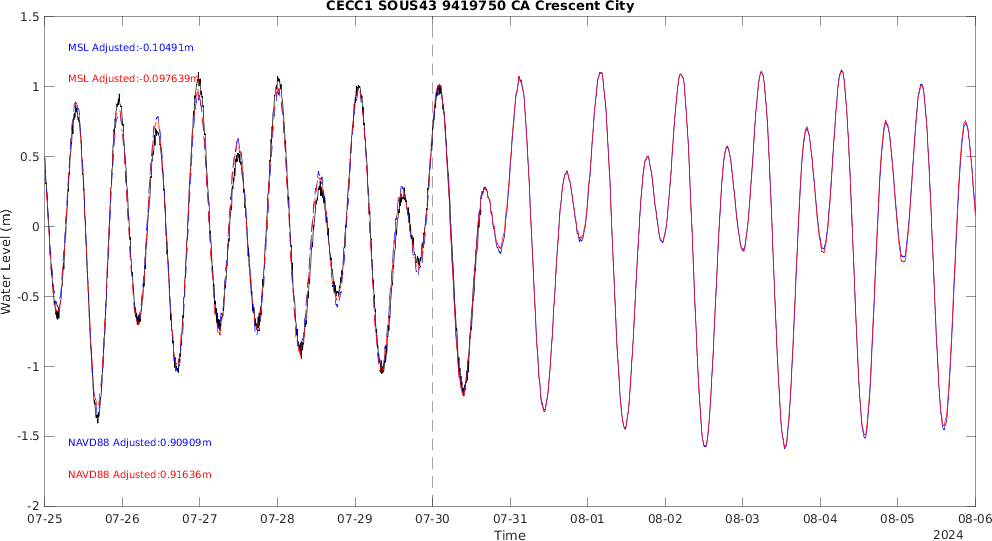 CECC1 SOUS43 9419750 CA Crescent City
1.5
MSL Adjusted:-0.10491m
MSL Adjusted:-0.097639m
1
0.5
0
-0.5
-1
-1.5
-2
Water Level (m)
NAVD88 Adjusted:0.90909m
NAVD88 Adjusted:0.91636m
07-25 07-26 07-27 07-28 07-29 07-30 07-31 08-01 08-02 08-03 08-04 08-05 08-06
Time
2024